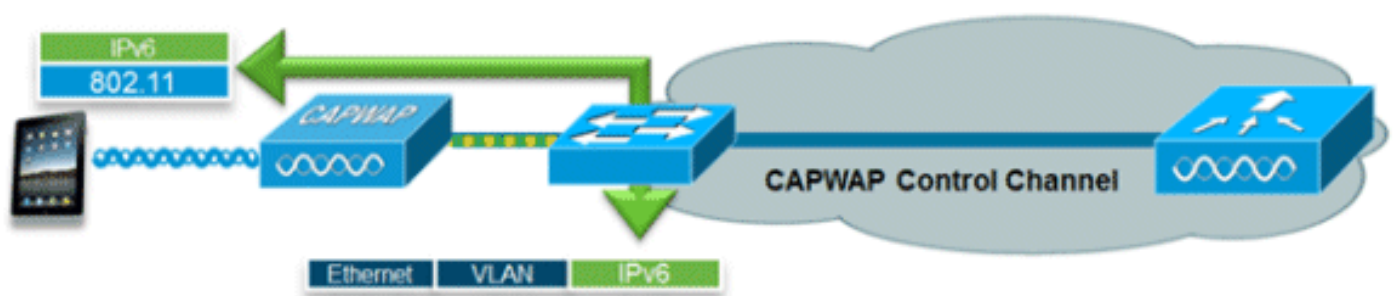 IPv6
802.11
CAPWAP
CAPWAP Control Channel
Ethernet VLAN IPv6